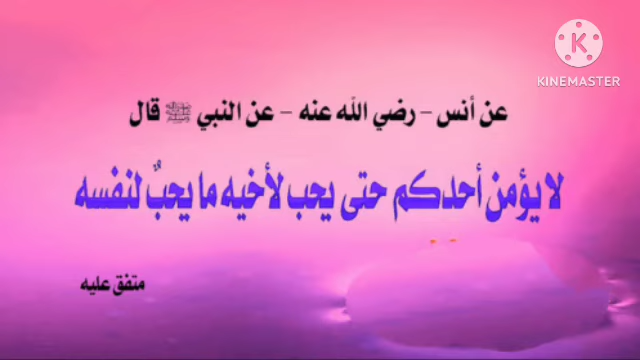 KINEMASTER
عن أنس - رضي الله عنه - عن النبي ﷺ قال
لا يؤمن أحدكم حتى يحب لأخيه ما يحبٌ لنفسه
متفق عليه